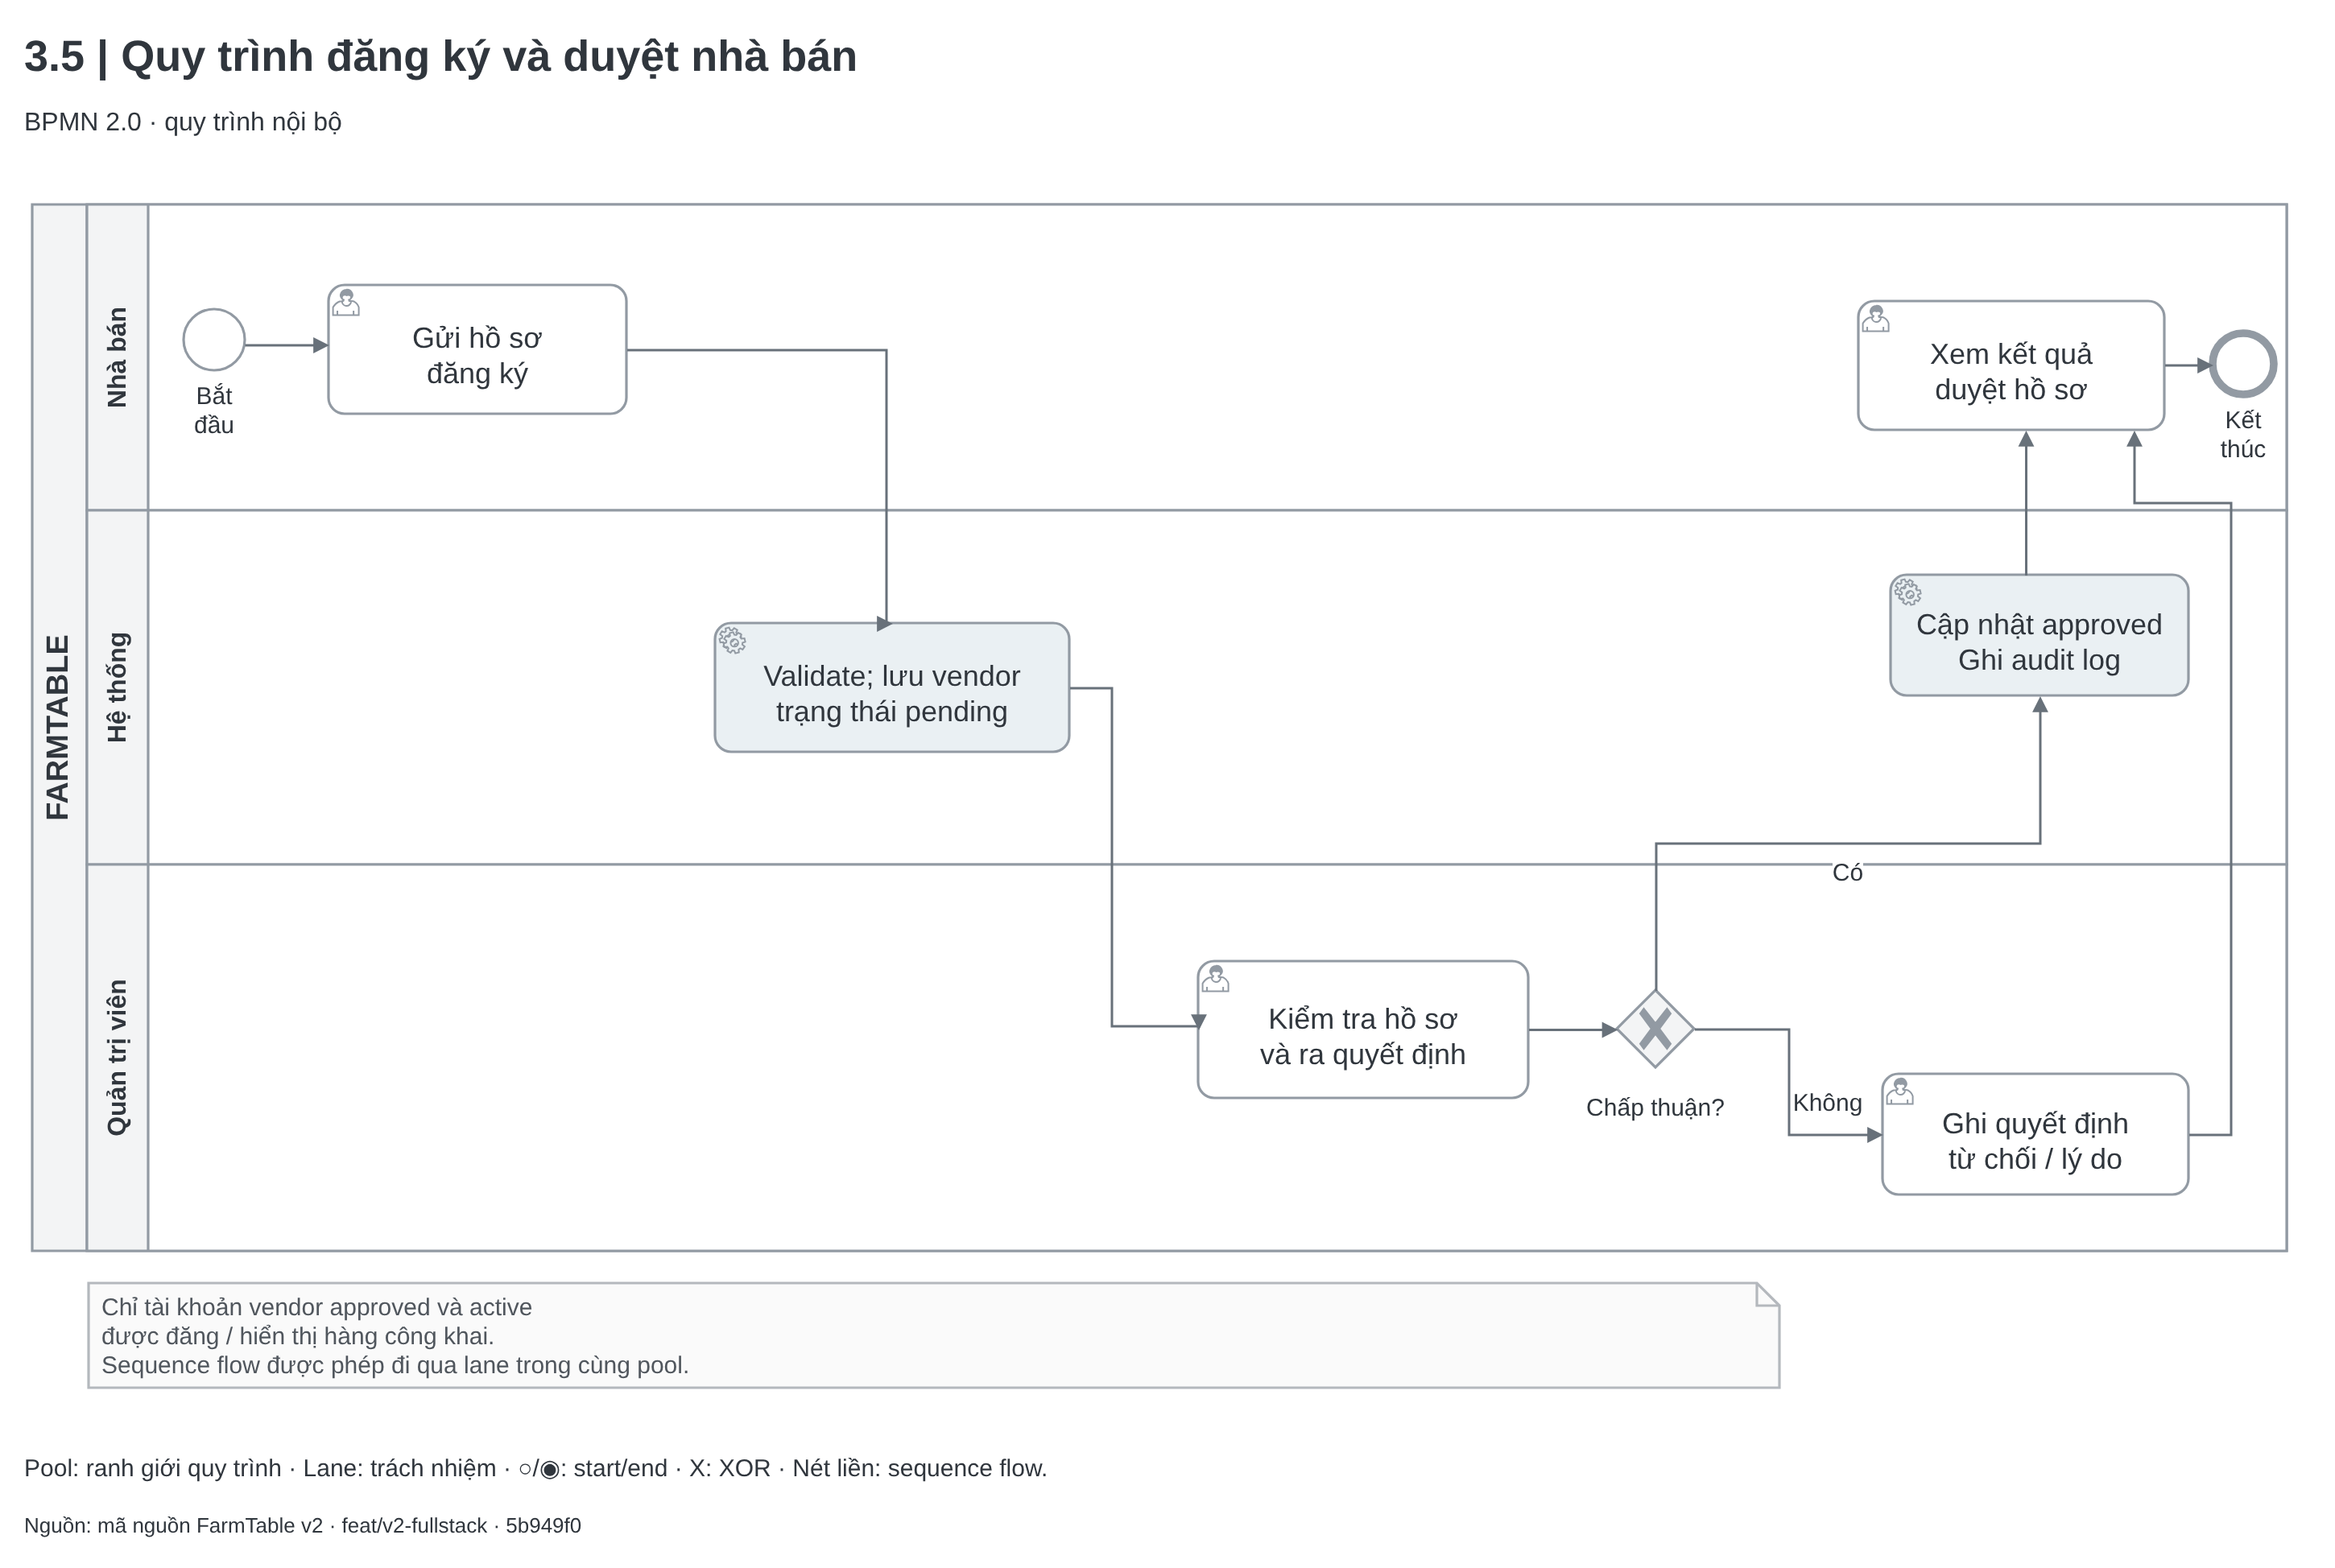 3.5 | Quy trình đăng ký và duyệt nhà bán
BPMN 2.0 · quy trình nội bộ
FARMTABLE
Nhà bán
Bắt
đầu
Gửi hồ sơ
đăng ký
Xem kết quả
duyệt hồ sơ
Kết
thúc
Hệ thống
Validate; lưu vendor
trạng thái pending
Cập nhật approved
Ghi audit log
Có
Quản trị viên
Kiểm tra hồ sơ
và ra quyết định
Chấp thuận?
Không
Ghi quyết định
từ chối / lý do
Chỉ tài khoản vendor approved và active
được đăng / hiển thị hàng công khai.
Sequence flow được phép đi qua lane trong cùng pool.
Pool: ranh giới quy trình · Lane: trách nhiệm · ○/◉: start/end · X: XOR · Nét liền: sequence flow.
Nguồn: mã nguồn FarmTable v2 · feat/v2-fullstack · 5b949f0